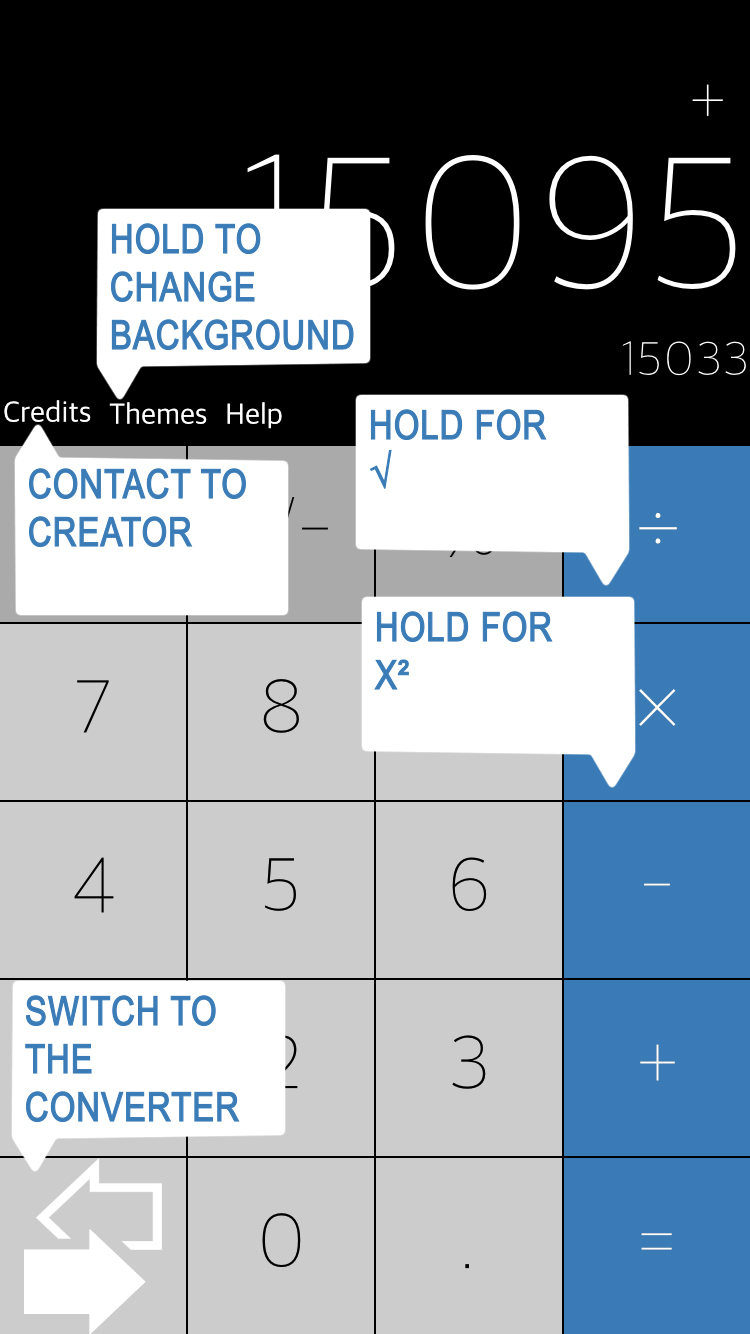 +
15095
HOLD TO
CHANGE
BACKGROUND
15033
Credits Themes Help
HOLD FOR
√
CONTACT TO
CREATOR
− ÷
HOLD FOR
X²
7 8 ×
4 5 6 −
SWITCH TO
THE
CONVERTER
2 3 +
0 . =